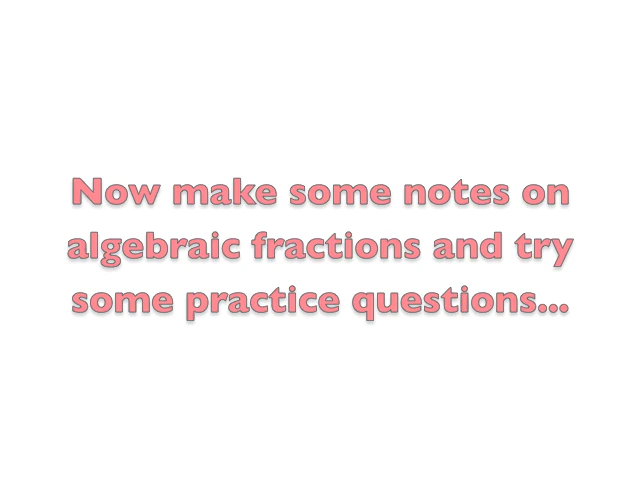 Now make some notes on
algebraic fractions and try
some practice questions...